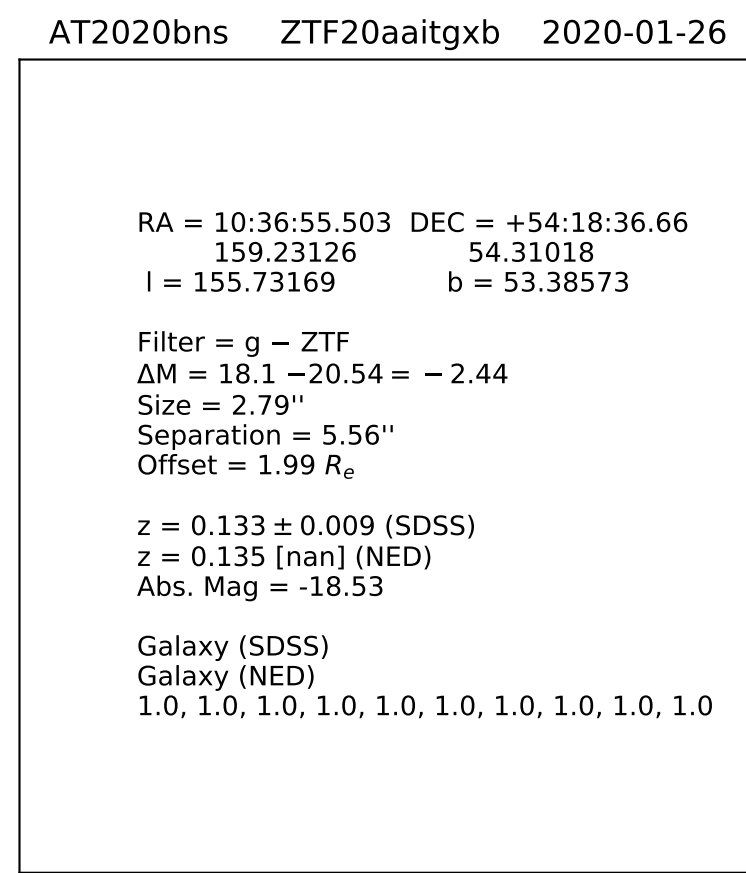 AT2020bns ZTF20aaitgxb 2020-01-26
RA = 10:36:55.503 DEC = +54:18:36.66
159.23126 54.31018
l = 155.73169 b = 53.38573
Filter = g − ZTF
ΔM = 18.1 −20.54 = − 2.44
Size = 2.79''
Separation = 5.56''
Offset = 1.99 Rₑ
z = 0.133 ± 0.009 (SDSS)
z = 0.135 [nan] (NED)
Abs. Mag = -18.53
Galaxy (SDSS)
Galaxy (NED)
1.0, 1.0, 1.0, 1.0, 1.0, 1.0, 1.0, 1.0, 1.0, 1.0